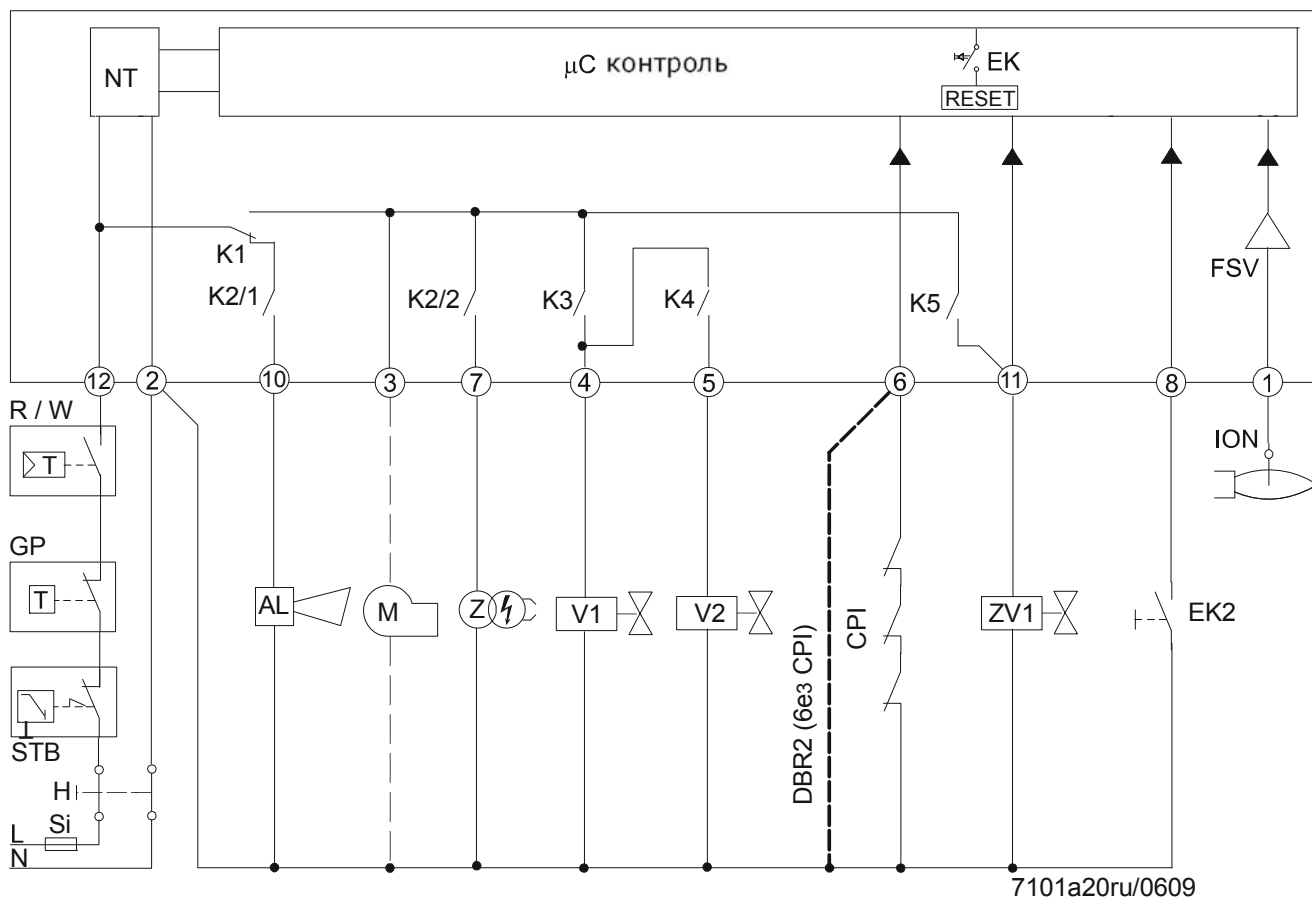 NT
μC контроль
EK
RESET
K1
K2/1
K2/2
K3
K4
K5
FSV
12
2
10
3
7
4
5
6
11
8
1
R / W
T
GP
T
STB
H
Si
L
N
AL
M
Z
V1
V2
DBR2 (без CPI)
CPI
ZV1
EK2
ION
7101a20ru/0609